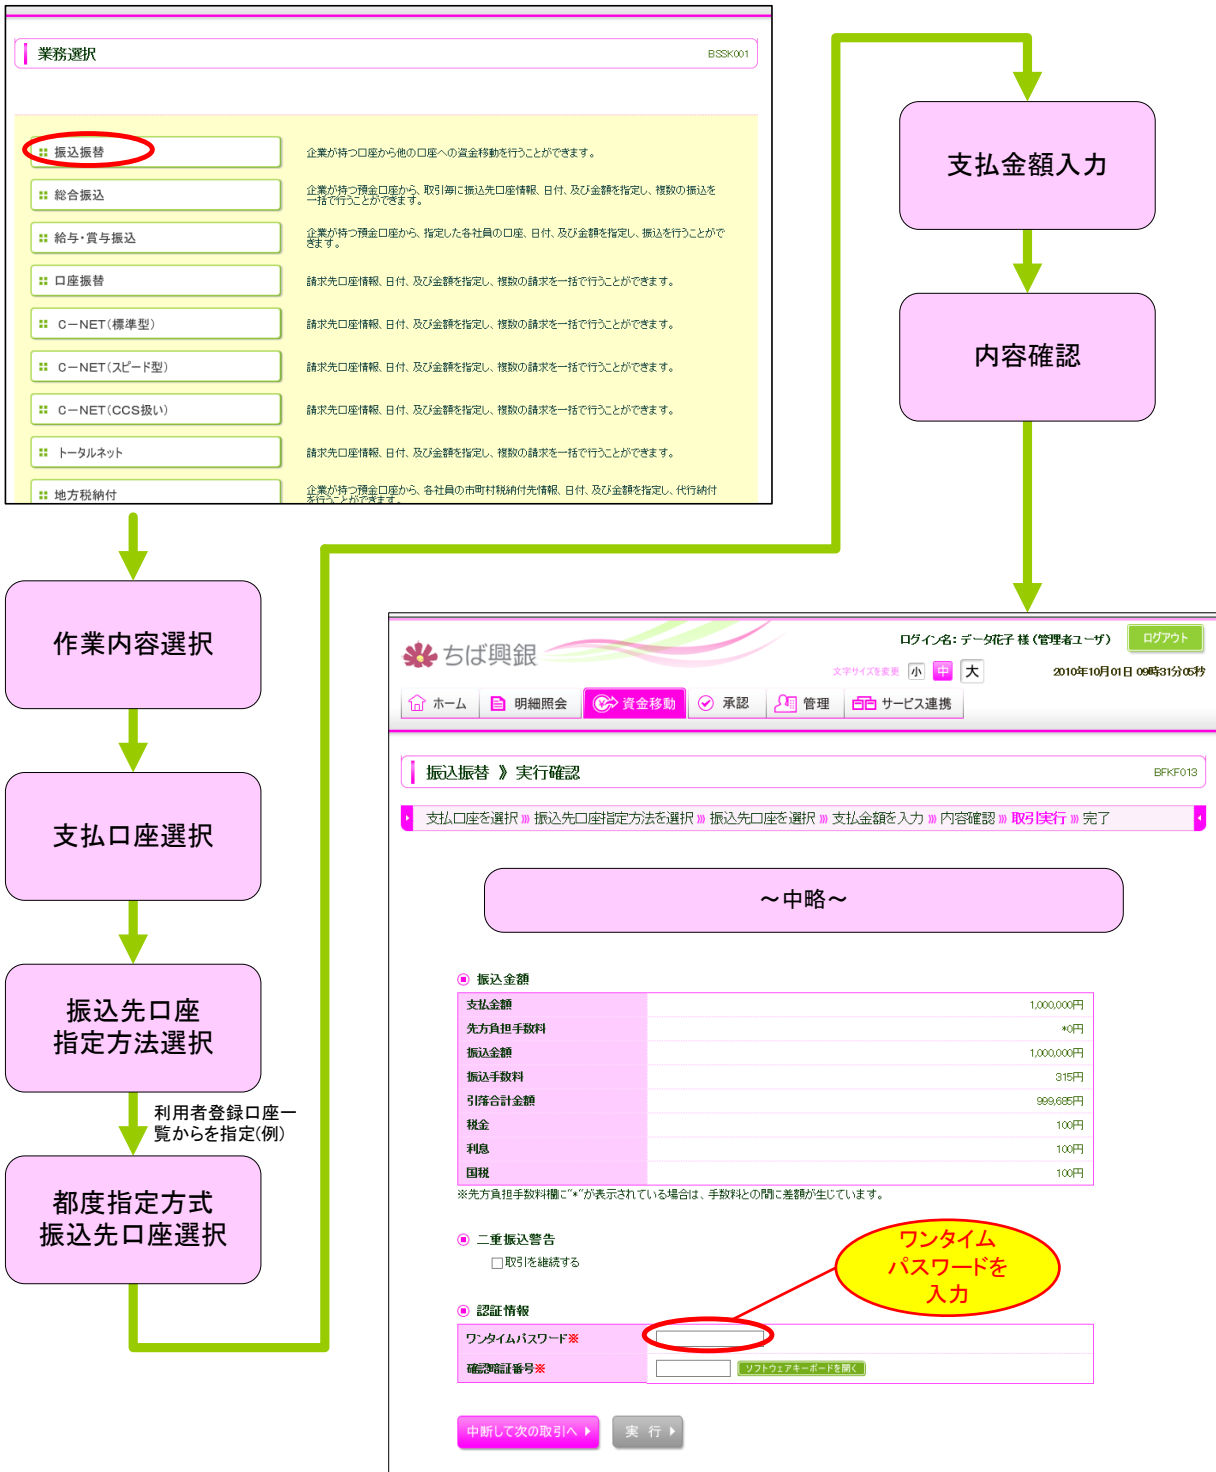 業務選択
BSSK001
振込振替
企業が持つ口座から他の口座への資金移動を行うことができます。
総合振込
企業が持つ預金口座から、取引毎に振込先口座情報、日付、及び金額を指定し、複数の振込を
一括で行うことができます。
給与・賞与振込
企業が持つ預金口座から、指定した各社員の口座、日付、及び金額を指定し、振込を行うことがで
きます。
口座振替
請求先口座情報、日付、及び金額を指定し、複数の請求を一括で行うことができます。
C－NET(標準型)
請求先口座情報、日付、及び金額を指定し、複数の請求を一括で行うことができます。
C－NET(スピード型)
請求先口座情報、日付、及び金額を指定し、複数の請求を一括で行うことができます。
C－NET(CCS扱い)
請求先口座情報、日付、及び金額を指定し、複数の請求を一括で行うことができます。
トータルネット
請求先口座情報、日付、及び金額を指定し、複数の請求を一括で行うことができます。
地方税納付
企業が持つ預金口座から、各社員の市町村税納付先情報、日付、及び金額を指定し、代行納付
を行うことができます。
作業内容選択
支払口座選択
振込先口座
指定方法選択
利用者登録口座一
覧からを指定(例)
都度指定方式
振込先口座選択
支払金額入力
内容確認
ちば興銀
ログイン名：データ花子 様（管理者ユーザ）
ログアウト
文字サイズを変更 小 中 大
2010年10月01日 09時31分05秒
ホーム 明細照会 資金移動 承認 管理 サービス連携
振込振替 》実行確認
BFKF013
支払口座を選択 ⟫ 振込先口座指定方法を選択 ⟫ 振込先口座を選択 ⟫ 支払金額を入力 ⟫ 内容確認 ⟫ 取引実行 ⟫ 完了
～中略～
振込金額
支払金額 1,000,000円
先方負担手数料 *0円
振込金額 1,000,000円
振込手数料 315円
引落合計金額 999,685円
税金 100円
利息 100円
国税 100円
※先方負担手数料欄に"*"が表示されている場合は、手数料との間に差額が生じています。
二重振込警告
取引を継続する
ワンタイム
パスワードを
入力
認証情報
ワンタイムパスワード※
確認暗証番号※
ソフトウェアキーボードを開く
中断して次の取引へ
実 行